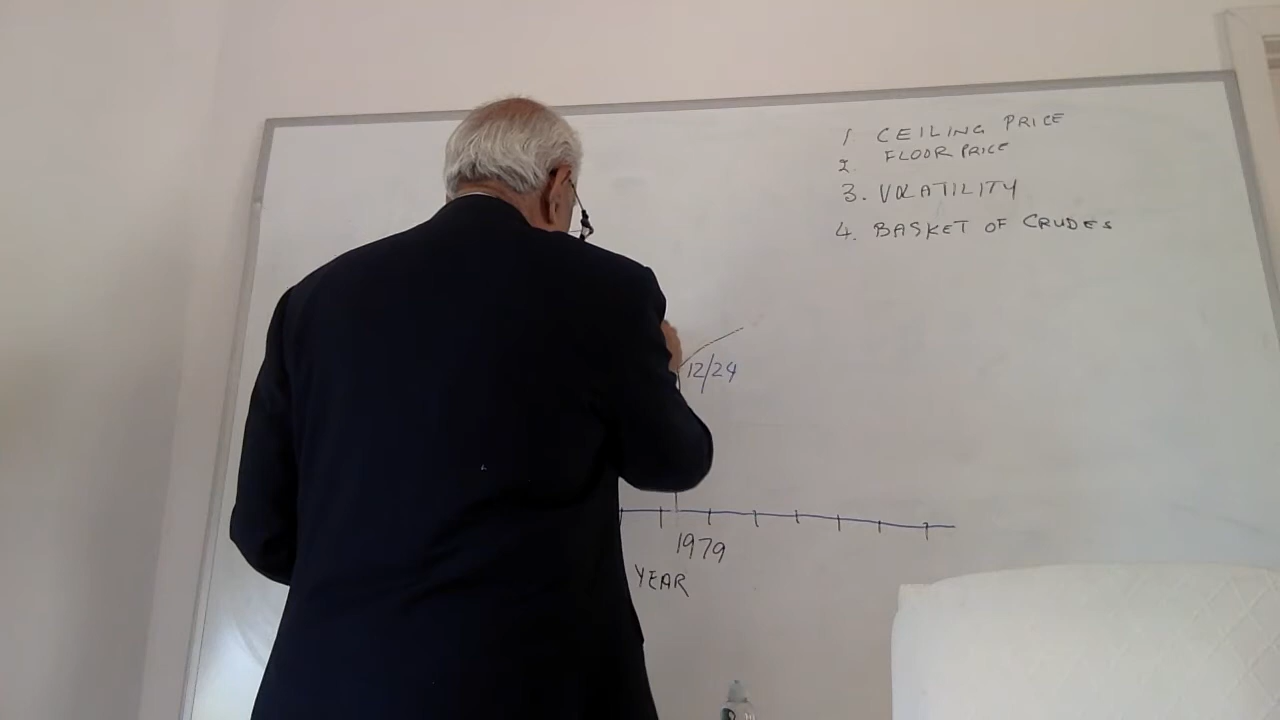 1. CEILING PRICE
2. FLOOR PRICE
3. VOLATILITY
4. BASKET OF CRUDES
12/24
1979
YEAR